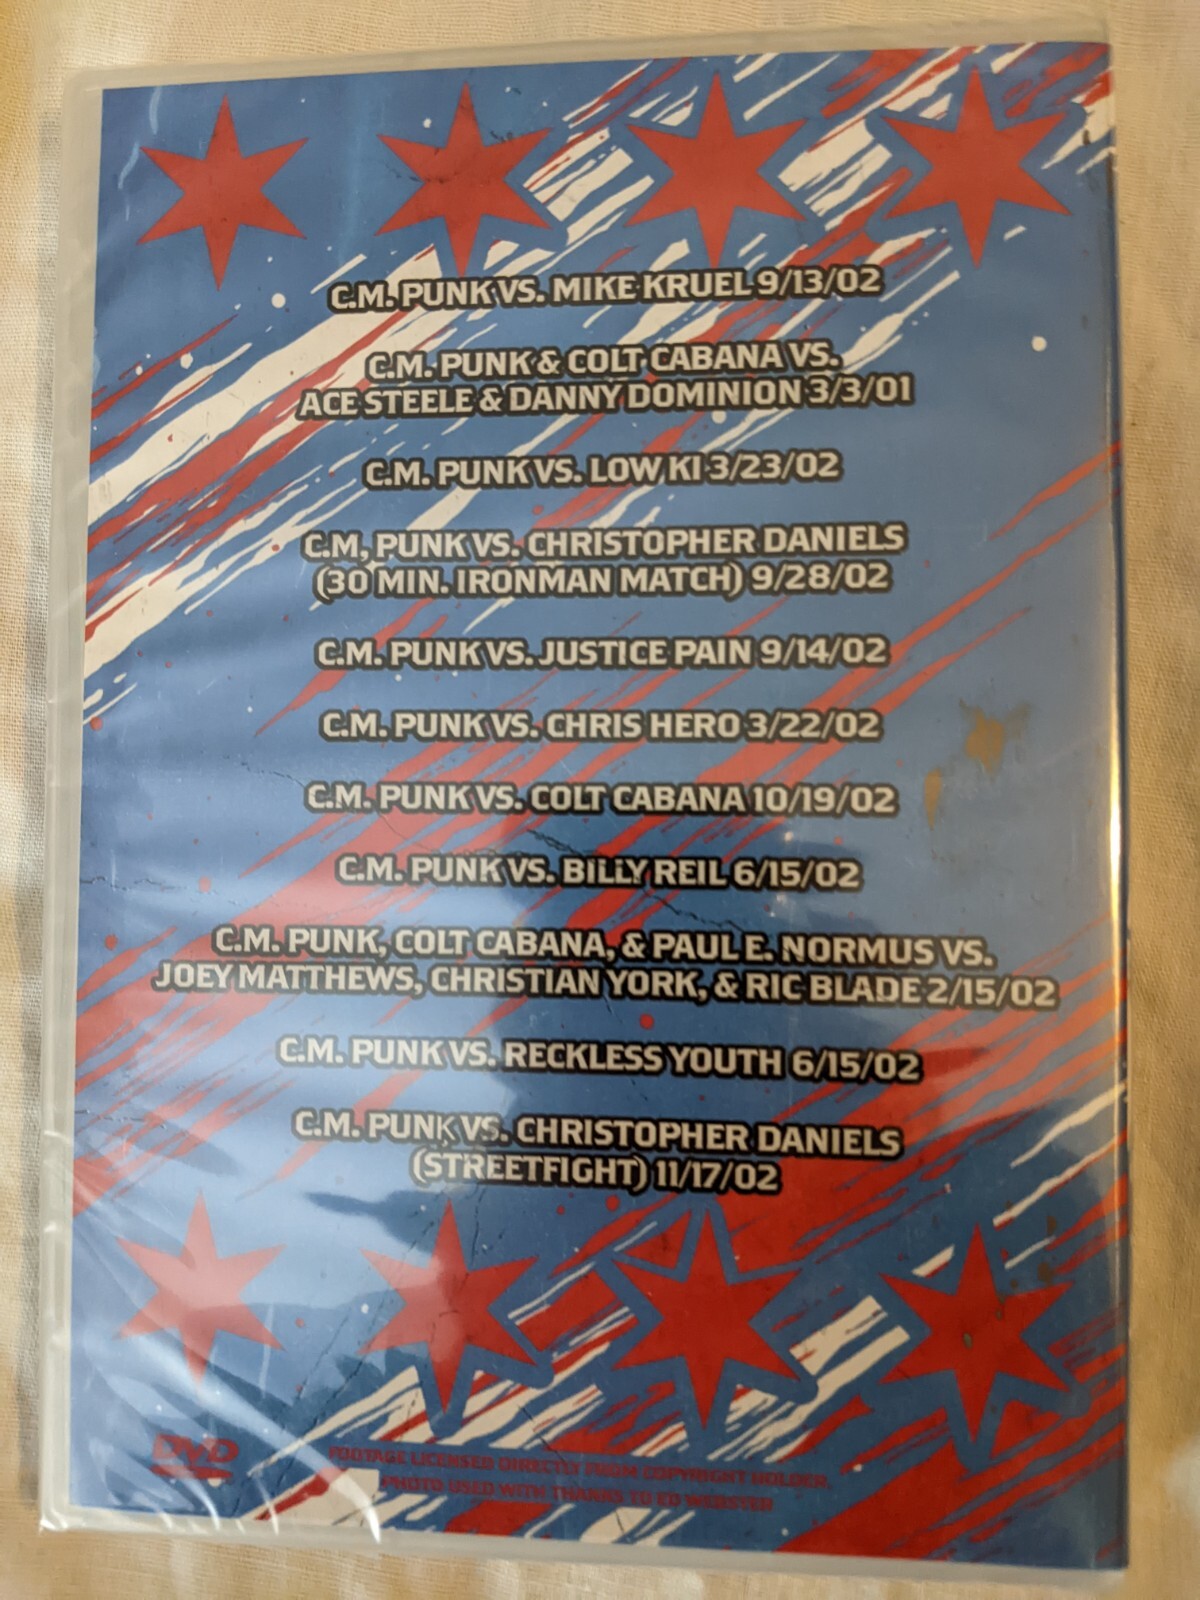 C.M. PUNK VS. MIKE KRUEL 9/13/02
C.M. PUNK & COLT CABANA VS.
ACE STEELE & DANNY DOMINION 3/3/01
C.M. PUNK VS. LOW KI 3/23/02
C.M, PUNK VS. CHRISTOPHER DANIELS
(30 MIN. IRONMAN MATCH) 9/28/02
C.M. PUNK VS. JUSTICE PAIN 9/14/02
C.M. PUNK VS. CHRIS HERO 3/22/02
C.M. PUNK VS. COLT CABANA 10/19/02
C.M. PUNK VS. BILLY REIL 6/15/02
C.M. PUNK, COLT CABANA, & PAUL E. NORMUS VS.
JOEY MATTHEWS, CHRISTIAN YORK, & RIC BLADE 2/15/02
C.M. PUNK VS. RECKLESS YOUTH 6/15/02
C.M. PUNK VS. CHRISTOPHER DANIELS
(STREETFIGHT) 11/17/02
DVD
FOOTAGE LICENSED DIRECTLY FROM COPYRIGHT HOLDER.
PHOTO USED WITH THANKS TO ED WEBSTER